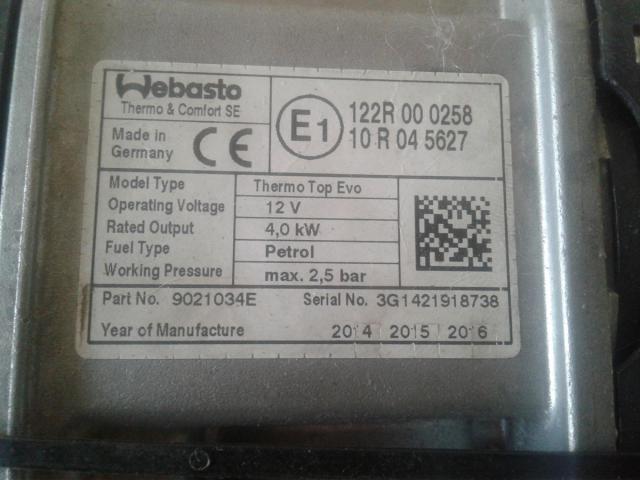 Webasto
Thermo & Comfort SE
Made in
Germany
CE
E1
122R 00 0258
10 R 04 5627
Model Type Thermo Top Evo
Operating Voltage 12 V
Rated Output 4,0 kW
Fuel Type Petrol
Working Pressure max. 2,5 bar
Part No. 9021034E Serial No. 3G1421918738
Year of Manufacture 2014 2015 2016